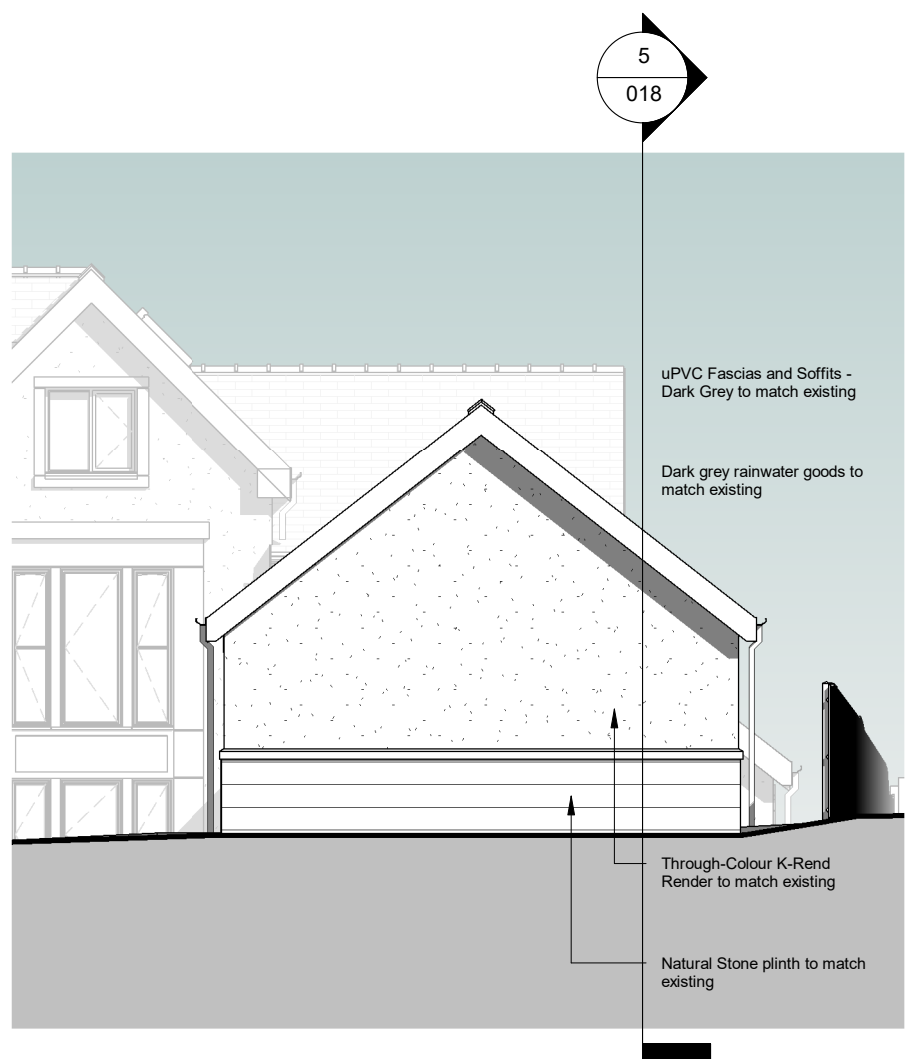 5
018
uPVC Fascias and Soffits -
Dark Grey to match existing
Dark grey rainwater goods to
match existing
Through-Colour K-Rend
Render to match existing
Natural Stone plinth to match
existing